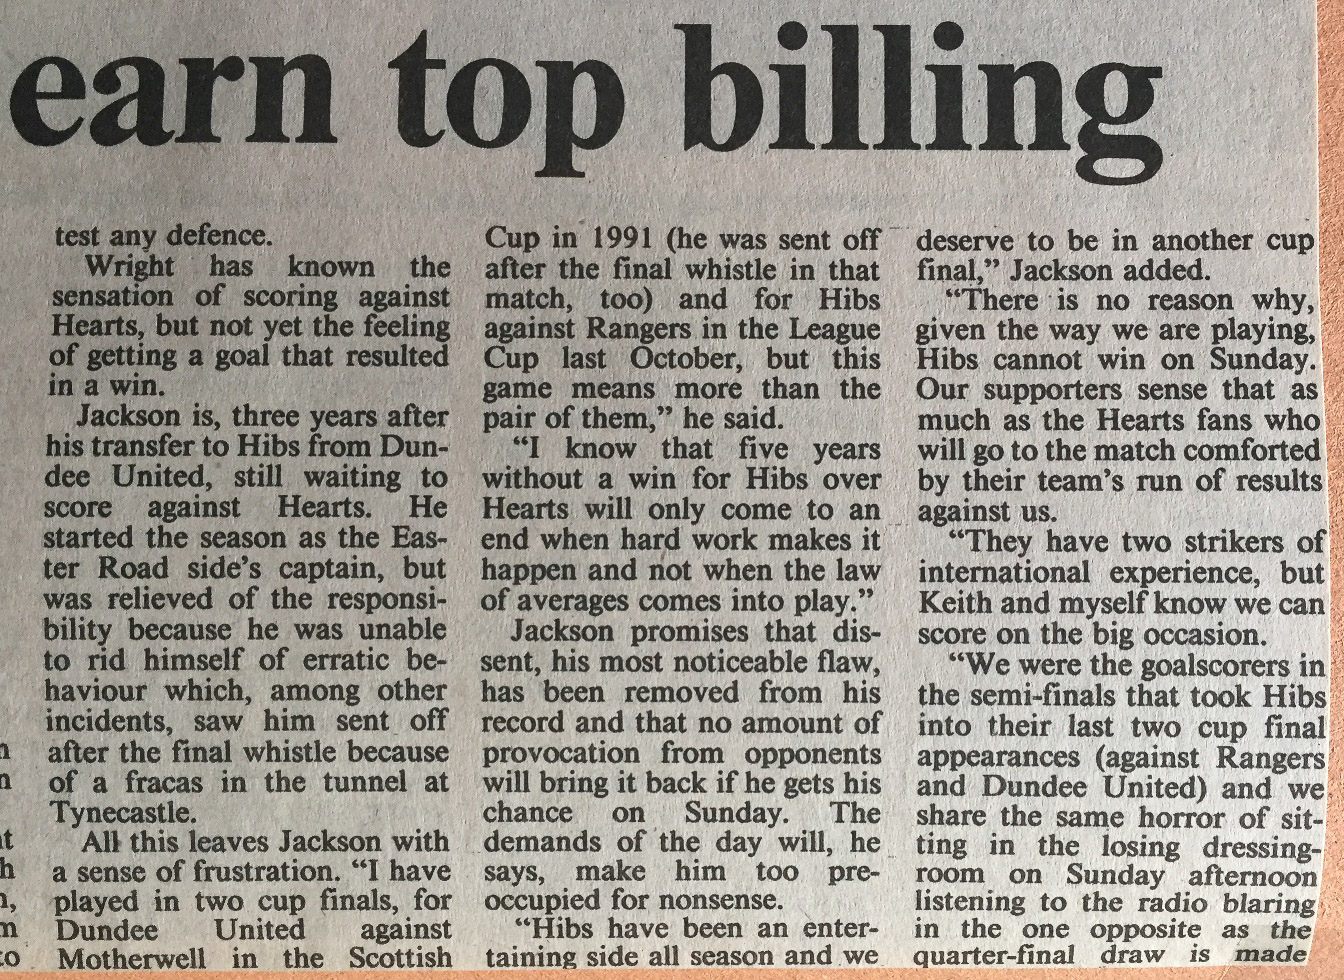 earn top billing
test any defence.
Wright has known the
sensation of scoring against
Hearts, but not yet the feeling
of getting a goal that resulted
in a win.
Jackson is, three years after
his transfer to Hibs from Dun-
dee United, still waiting to
score against Hearts. He
started the season as the Eas-
ter Road side's captain, but
was relieved of the responsi-
bility because he was unable
to rid himself of erratic be-
haviour which, among other
incidents, saw him sent off
after the final whistle because
of a fracas in the tunnel at
Tynecastle.
All this leaves Jackson with
a sense of frustration. “I have
played in two cup finals, for
Dundee United against
Motherwell in the Scottish
Cup in 1991 (he was sent off
after the final whistle in that
match, too) and for Hibs
against Rangers in the League
Cup last October, but this
game means more than the
pair of them,” he said.
“I know that five years
without a win for Hibs over
Hearts will only come to an
end when hard work makes it
happen and not when the law
of averages comes into play.”
Jackson promises that dis-
sent, his most noticeable flaw,
has been removed from his
record and that no amount of
provocation from opponents
will bring it back if he gets his
chance on Sunday. The
demands of the day will, he
says, make him too pre-
occupied for nonsense.
“Hibs have been an enter-
taining side all season and we
deserve to be in another cup
final,” Jackson added.
“There is no reason why,
given the way we are playing,
Hibs cannot win on Sunday.
Our supporters sense that as
much as the Hearts fans who
will go to the match comforted
by their team's run of results
against us.
“They have two strikers of
international experience, but
Keith and myself know we can
score on the big occasion.
“We were the goalscorers in
the semi-finals that took Hibs
into their last two cup final
appearances (against Rangers
and Dundee United) and we
share the same horror of sit-
ting in the losing dressing-
room on Sunday afternoon
listening to the radio blaring
in the one opposite as the
quarter-final draw is made